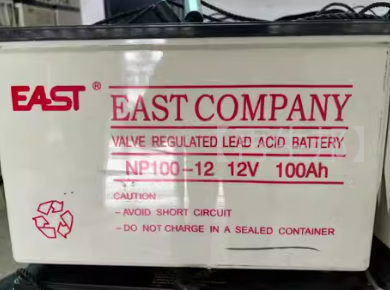 EAST ®
EAST COMPANY
VALVE REGULATED LEAD ACID BATTERY
NP100-12 12V 100Ah
CAUTION
- AVOID SHORT CIRCUIT
- DO NOT CHARGE IN A SEALED CONTAINER